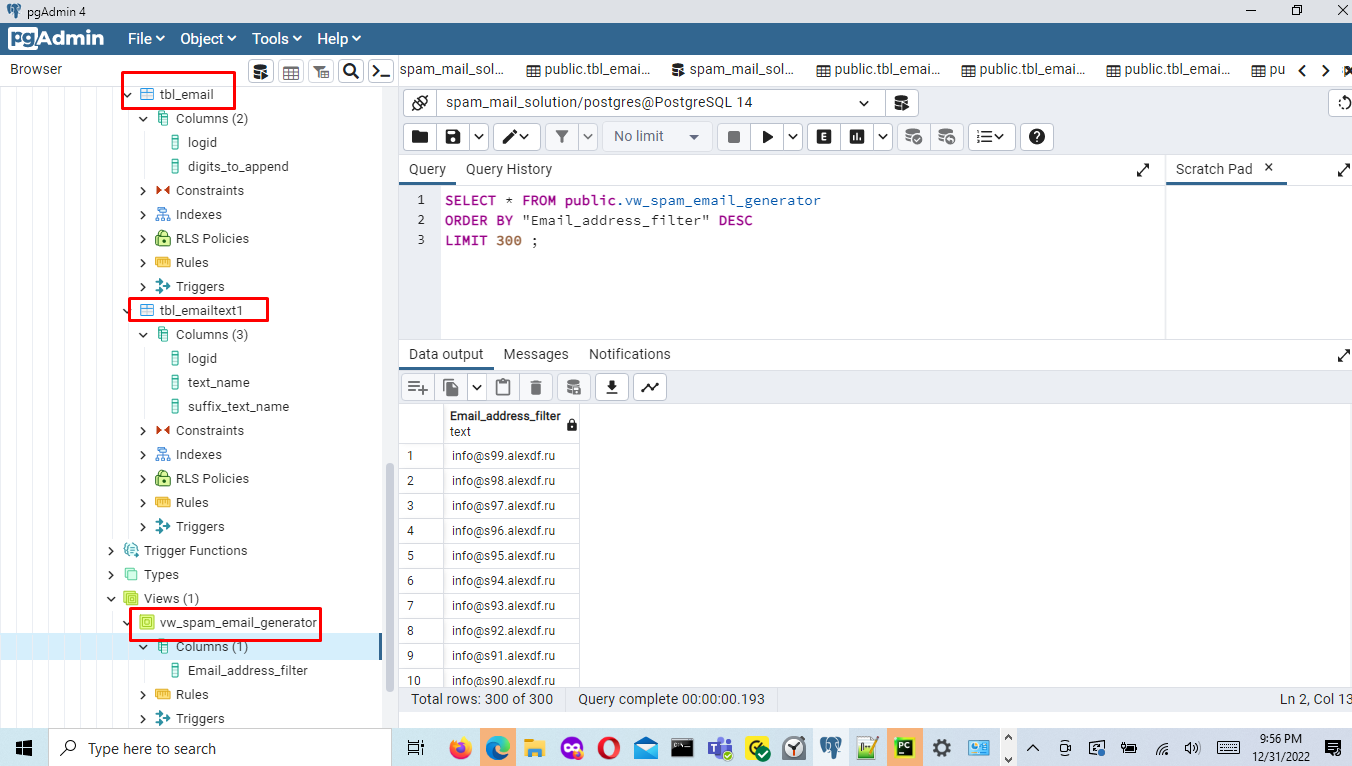 pgAdmin 4
pgAdmin File Object Tools Help
Browser
spam_mail_sol... public.tbl_emai... spam_mail_sol... public.tbl_emai... public.tbl_emai... public.tbl_emai... pu
tbl_email
Columns (2)
logid
digits_to_append
Constraints
Indexes
RLS Policies
Rules
Triggers
tbl_emailtext1
Columns (3)
logid
text_name
suffix_text_name
Constraints
Indexes
RLS Policies
Rules
Triggers
Trigger Functions
Types
Views (1)
vw_spam_email_generator
Columns (1)
Email_address_filter
Rules
Triggers
spam_mail_solution/postgres@PostgreSQL 14
No limit
E
Query Query History
Scratch Pad
1 SELECT * FROM public.vw_spam_email_generator
2 ORDER BY "Email_address_filter" DESC
3 LIMIT 300 ;
Data output Messages Notifications
Email_address_filter
text
1 info@s99.alexdf.ru
2 info@s98.alexdf.ru
3 info@s97.alexdf.ru
4 info@s96.alexdf.ru
5 info@s95.alexdf.ru
6 info@s94.alexdf.ru
7 info@s93.alexdf.ru
8 info@s92.alexdf.ru
9 info@s91.alexdf.ru
10 info@s90.alexdf.ru
Total rows: 300 of 300 Query complete 00:00:00.193 Ln 2, Col 13
Type here to search
PC
9:56 PM
12/31/2022